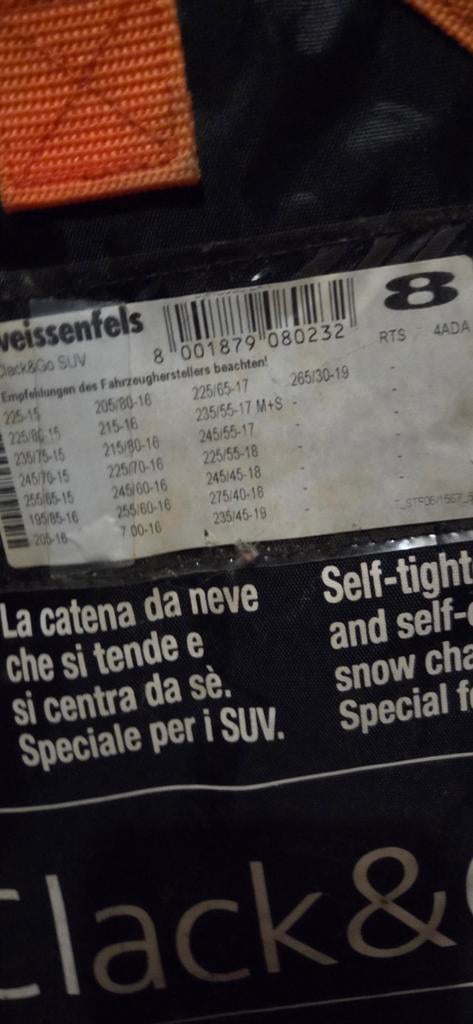 weissenfels
8
8 001879 080232
RTS 4ADA
Clack&Go SUV
Empfehlungen des Fahrzeugherstellers beachten!
225-15 205/80-16 225/65-17 265/30-19
225/80-15 215-16 235/55-17 M+S -
235/75-15 215/80-16 245/55-17 -
245/70-15 225/70-16 225/55-18 -
255/65-15 245/60-16 245/45-18 -
195/85-16 255/60-16 275/40-18 -
205-16 7.00-16 235/45-19
La catena da neve
che si tende e
si centra da sè.
Speciale per i SUV.
Self-tight
and self-
snow cha
Special f
Clack&